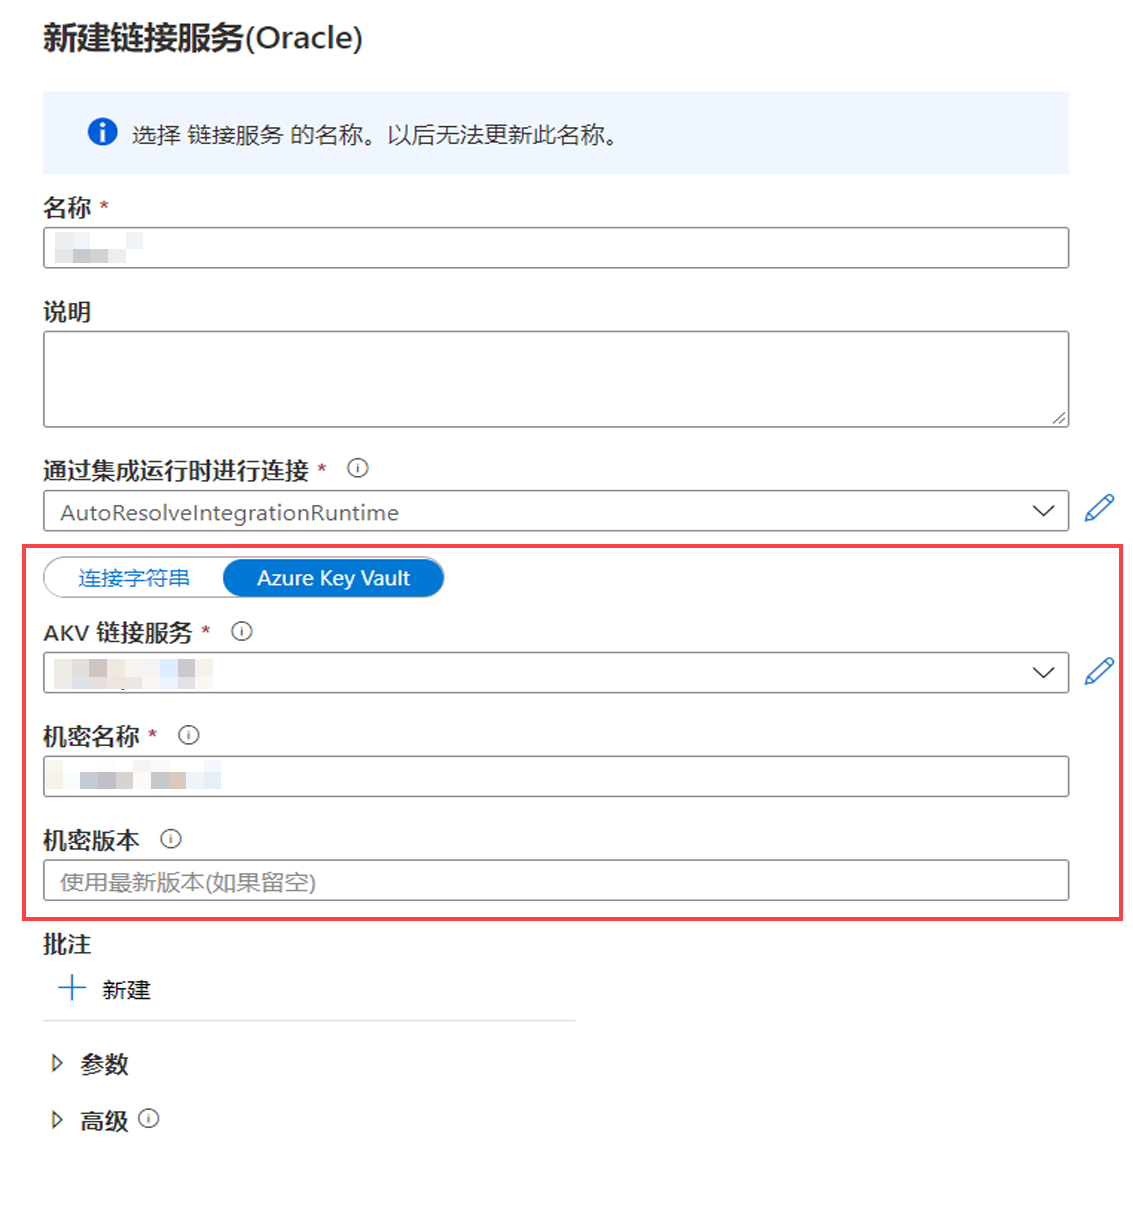 新建链接服务(Oracle)
选择 链接服务 的名称。以后无法更新此名称。
名称 *
说明
通过集成运行时进行连接 *
AutoResolveIntegrationRuntime
连接字符串 Azure Key Vault
AKV 链接服务 *
机密名称 *
机密版本
使用最新版本(如果留空)
批注
新建
参数
高级